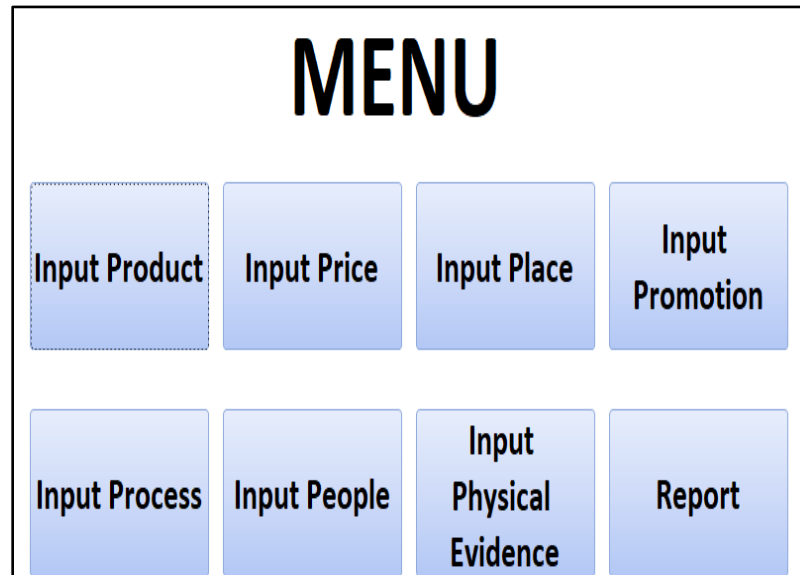 MENU
Input Product
Input Price
Input Place
Input
Promotion
Input Process
Input People
Input
Physical
Evidence
Report